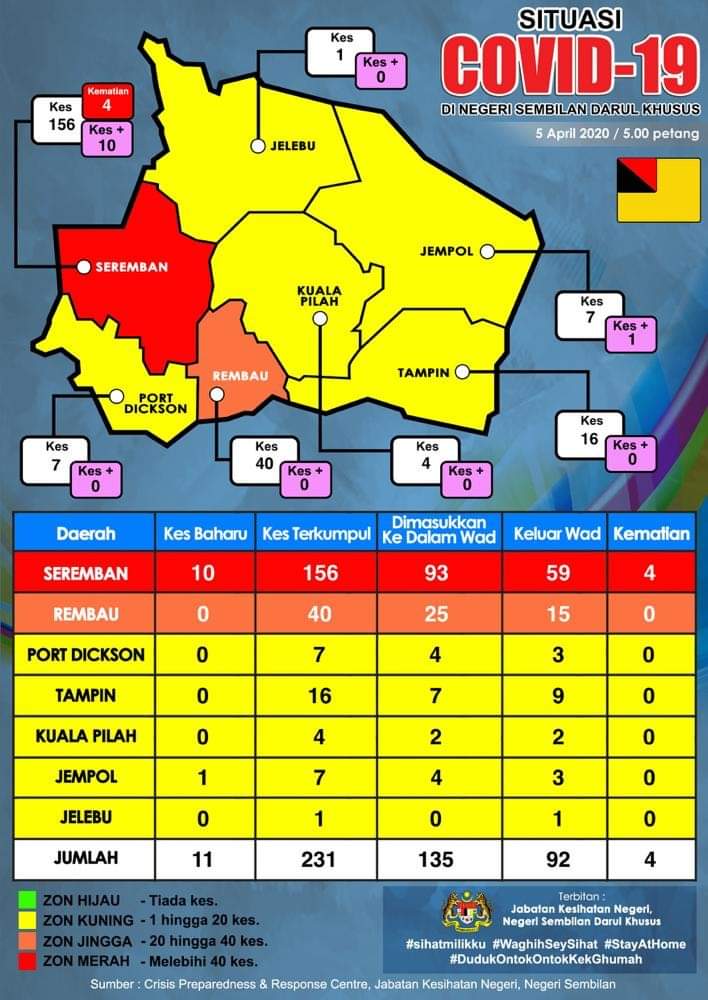 SITUASI
COVID-19
DI NEGERI SEMBILAN DARUL KHUSUS
5 April 2020 / 5.00 petang
Kes
1
Kes +
0
Kematian
4
Kes
156
Kes +
10
JELEBU
SEREMBAN
JEMPOL
KUALA
PILAH
REMBAU
TAMPIN
PORT
DICKSON
Kes
7
Kes +
1
Kes
16
Kes +
0
Kes
7
Kes +
0
Kes
40
Kes +
0
Kes
4
Kes +
0
Daerah Kes Baharu Kes Terkumpul Dimasukkan Ke Dalam Wad Keluar Wad Kematian
SEREMBAN 10 156 93 59 4
REMBAU 0 40 25 15 0
PORT DICKSON 0 7 4 3 0
TAMPIN 0 16 7 9 0
KUALA PILAH 0 4 2 2 0
JEMPOL 1 7 4 3 0
JELEBU 0 1 0 1 0
JUMLAH 11 231 135 92 4
ZON HIJAU - Tiada kes.
ZON KUNING - 1 hingga 20 kes.
ZON JINGGA - 20 hingga 40 kes.
ZON MERAH - Melebihi 40 kes.
Terbitan :
Jabatan Kesihatan Negeri,
Negeri Sembilan Darul Khusus
#sihatmilikku #WaghihSeySihat #StayAtHome
#DudukOntokOntokKekGhumah
Sumber : Crisis Preparedness & Response Centre, Jabatan Kesihatan Negeri, Negeri Sembilan